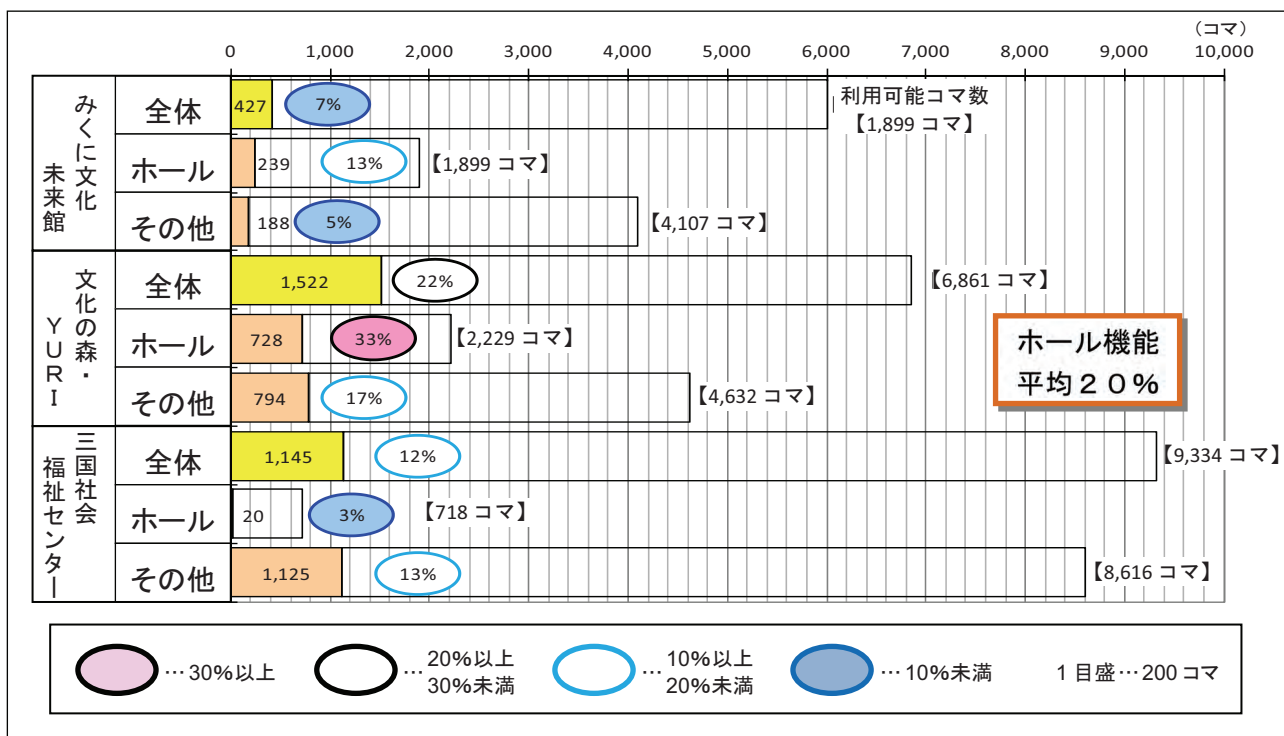 (コマ)
0 1,000 2,000 3,000 4,000 5,000 6,000 7,000 8,000 9,000 10,000
みくに文化
未来館
全体
427
7%
利用可能コマ数
【1,899 コマ】
ホール
239
13%
【1,899 コマ】
その他
188
5%
【4,107 コマ】
文化の森・
YURI
全体
1,522
22%
【6,861 コマ】
ホール
728
33%
【2,229 コマ】
その他
794
17%
【4,632 コマ】
三国社会
福祉センター
全体
1,145
12%
【9,334 コマ】
ホール
20
3%
【718 コマ】
その他
1,125
13%
【8,616 コマ】
ホール機能
平均20%
…30%以上
…20%以上
30%未満
…10%以上
20%未満
…10%未満
1目盛…200 コマ